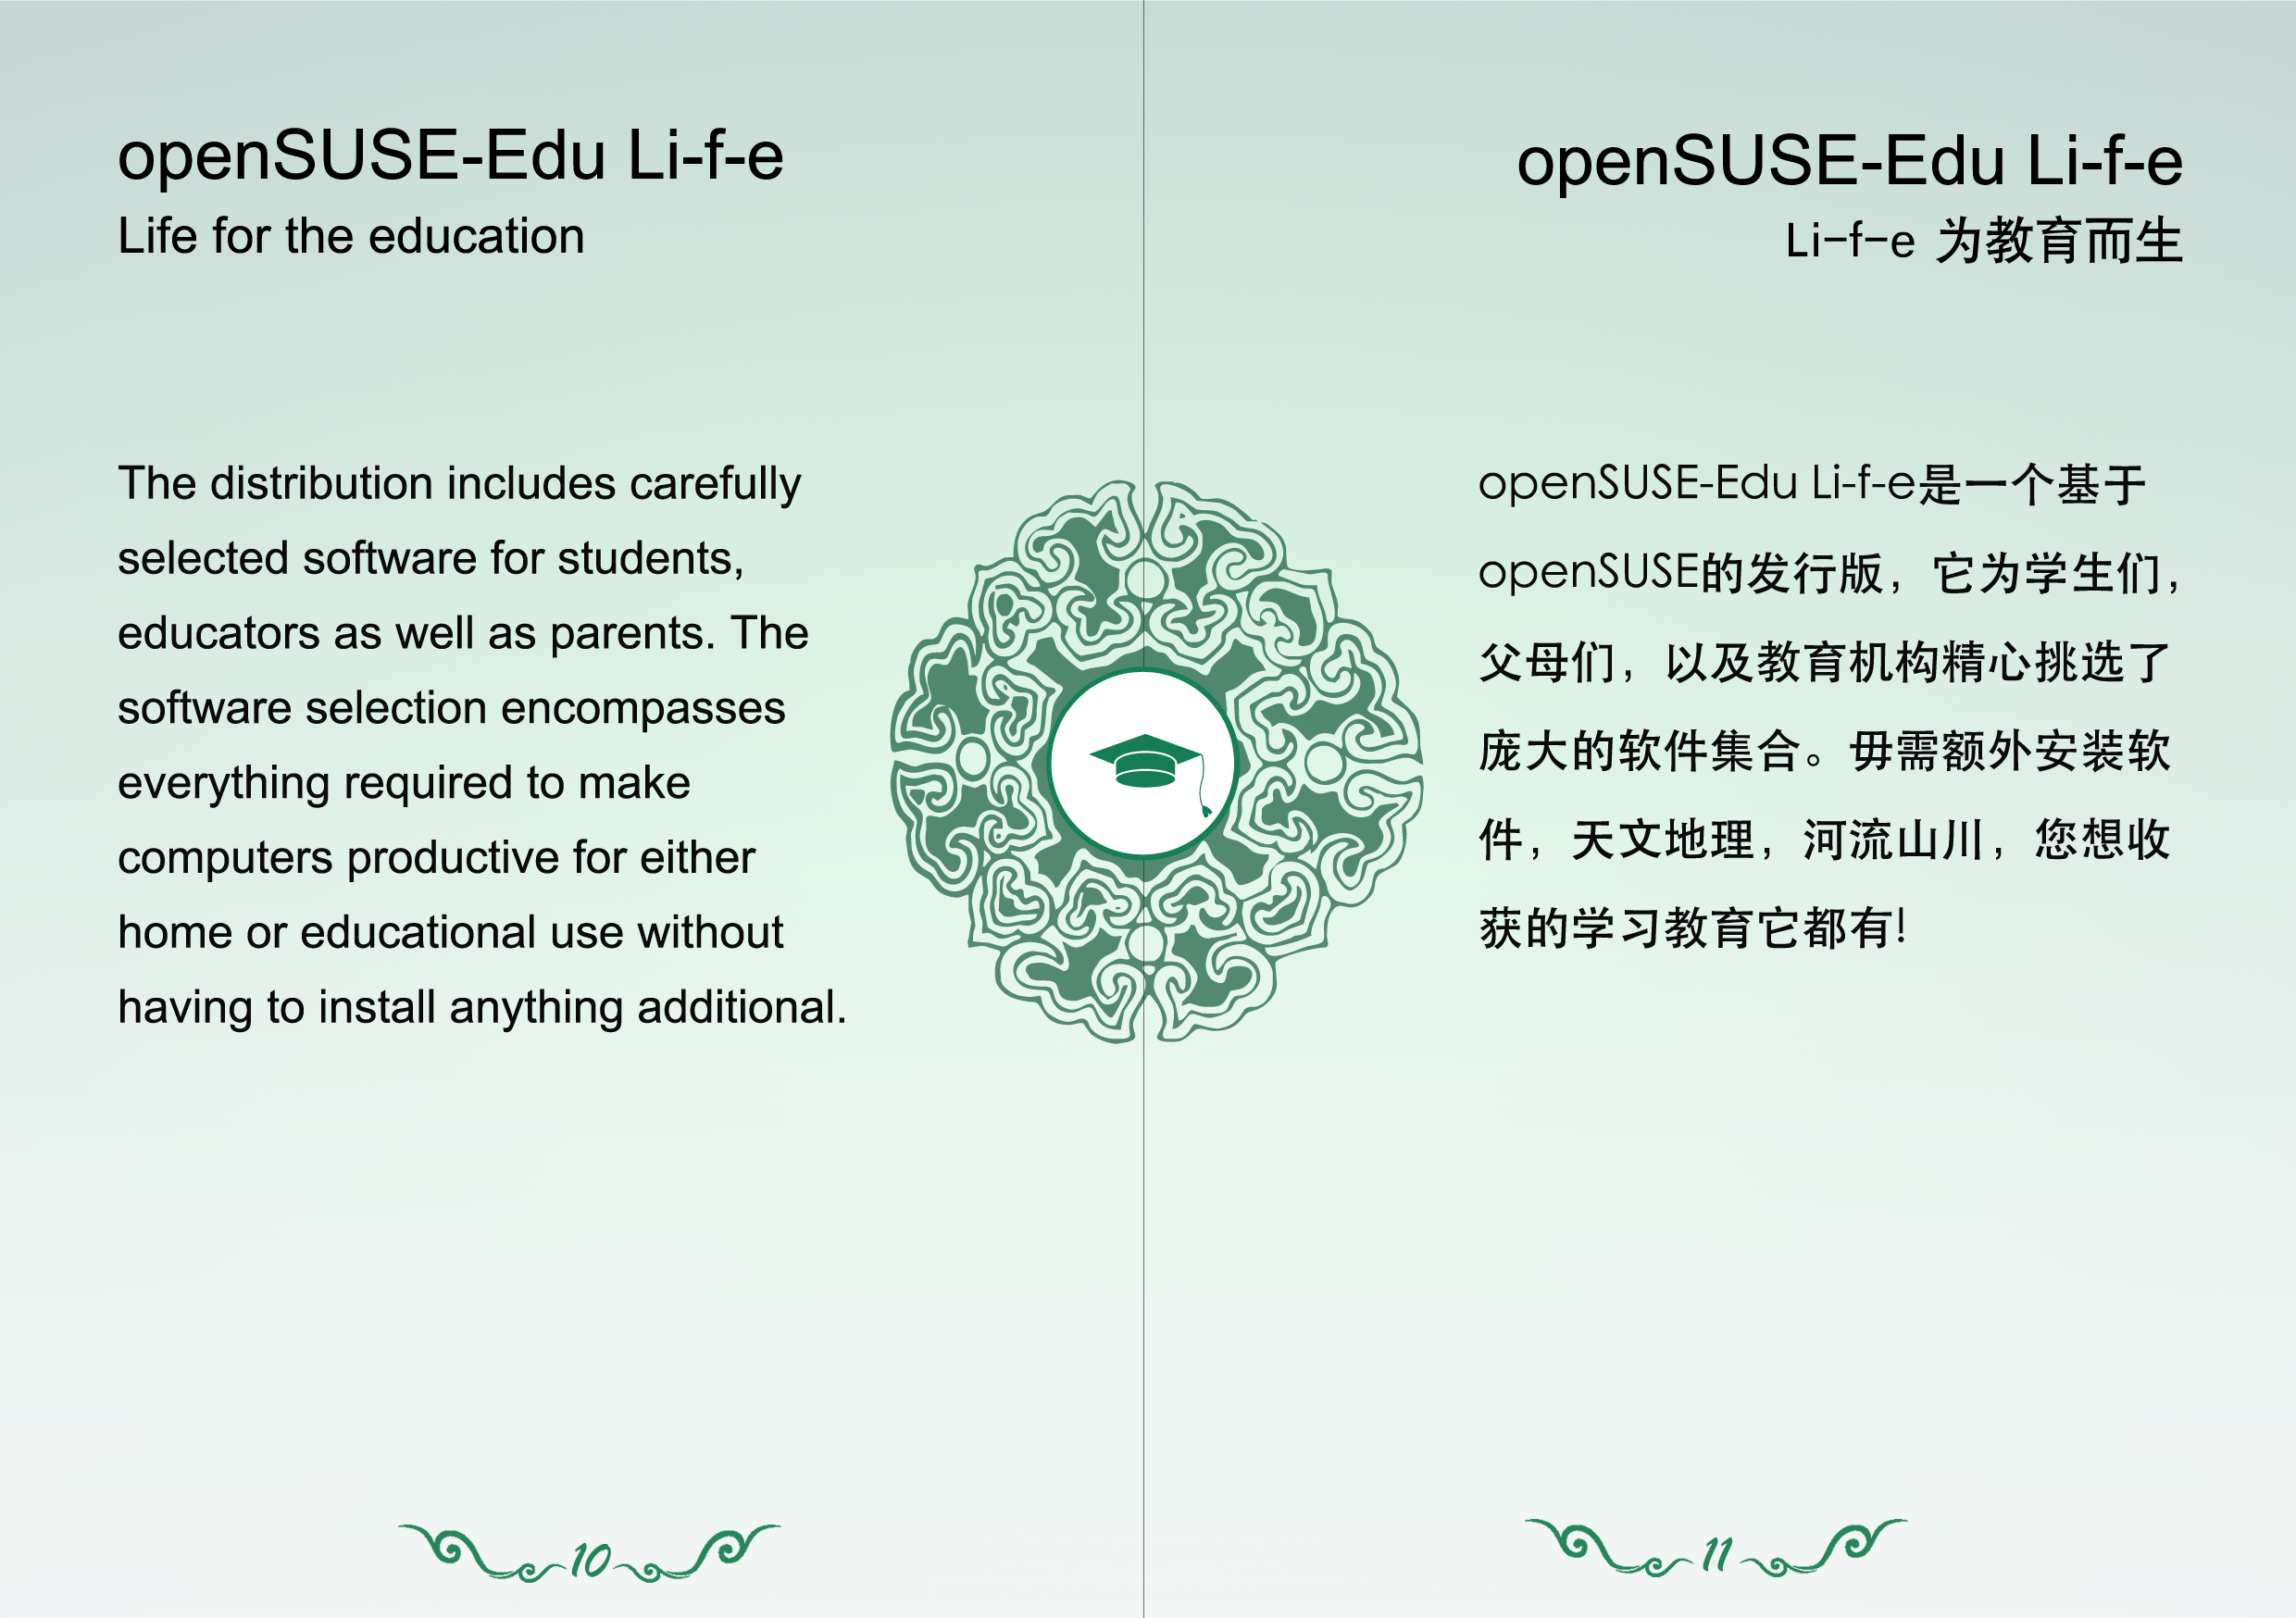 openSUSE-Edu Li-f-e
Life for the education
The distribution includes carefully
selected software for students,
educators as well as parents. The
software selection encompasses
everything required to make
computers productive for either
home or educational use without
having to install anything additional.
10
openSUSE-Edu Li-f-e
Li-f-e 为教育而生
openSUSE-Edu Li-f-e是一个基于
openSUSE的发行版，它为学生们，
父母们，以及教育机构精心挑选了
庞大的软件集合。毋需额外安装软
件，天文地理，河流山川，您想收
获的学习教育它都有!
11